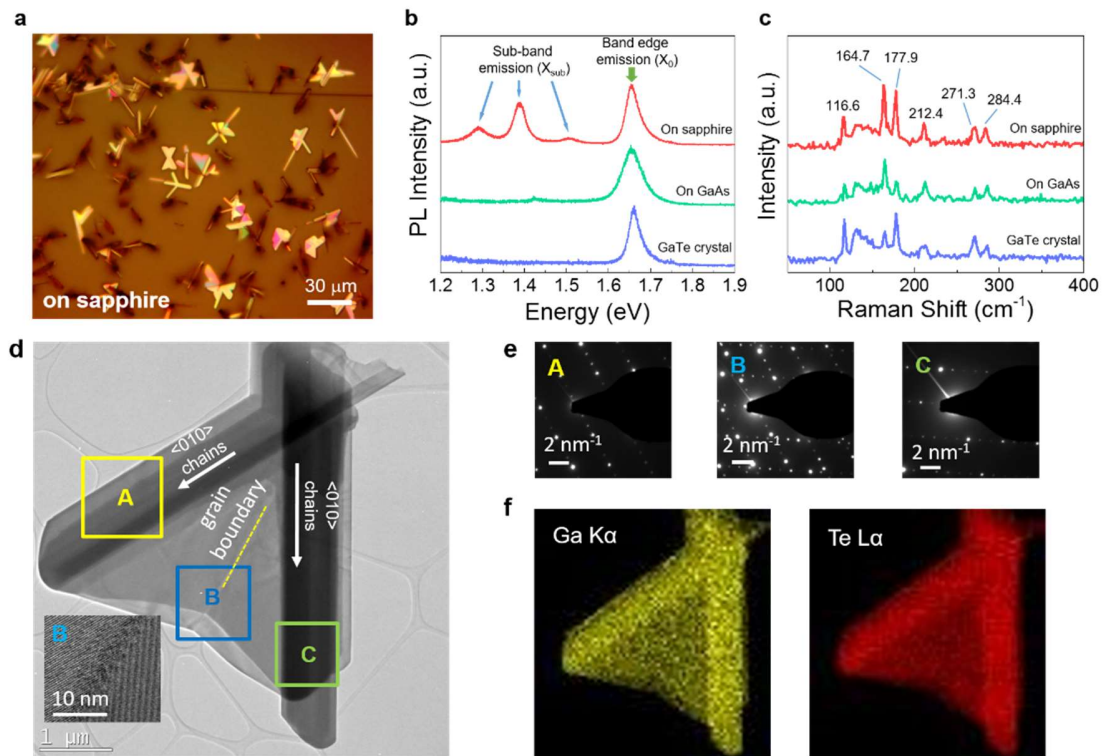 a
on sapphire
30 µm
b
Sub-band
emission (Xsub)
Band edge
emission (X0)
On sapphire
On GaAs
GaTe crystal
PL Intensity (a.u.)
1.2 1.3 1.4 1.5 1.6 1.7 1.8 1.9
Energy (eV)
c
164.7
177.9
116.6
212.4
271.3
284.4
On sapphire
On GaAs
GaTe crystal
Intensity (a.u.)
100 200 300 400
Raman Shift (cm-1)
d
<010>
chains
A
grain
boundary
<010>
chains
B
C
B
10 nm
1 µm
e
A
2 nm-1
B
2 nm-1
C
2 nm-1
f
Ga Kα
Te Lα